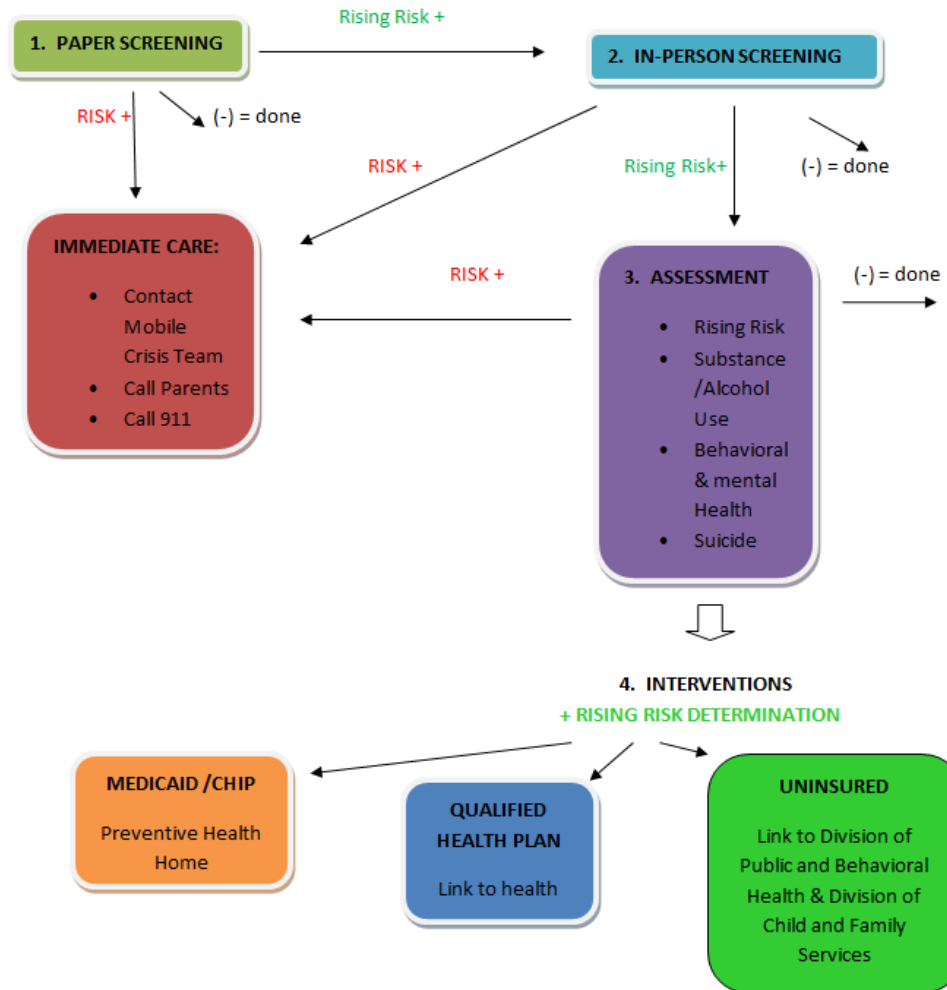 Rising Risk +
1. PAPER SCREENING
2. IN-PERSON SCREENING
RISK +
(-) = done
RISK +
Rising Risk+
(-) = done
IMMEDIATE CARE:
• Contact
Mobile
Crisis Team
• Call Parents
• Call 911
RISK +
3. ASSESSMENT
• Rising Risk
• Substance
/Alcohol
Use
• Behavioral
& mental
Health
• Suicide
(-) = done
4. INTERVENTIONS
+ RISING RISK DETERMINATION
MEDICAID /CHIP
Preventive Health
Home
QUALIFIED
HEALTH PLAN
Link to health
UNINSURED
Link to Division of
Public and Behavioral
Health & Division of
Child and Family
Services